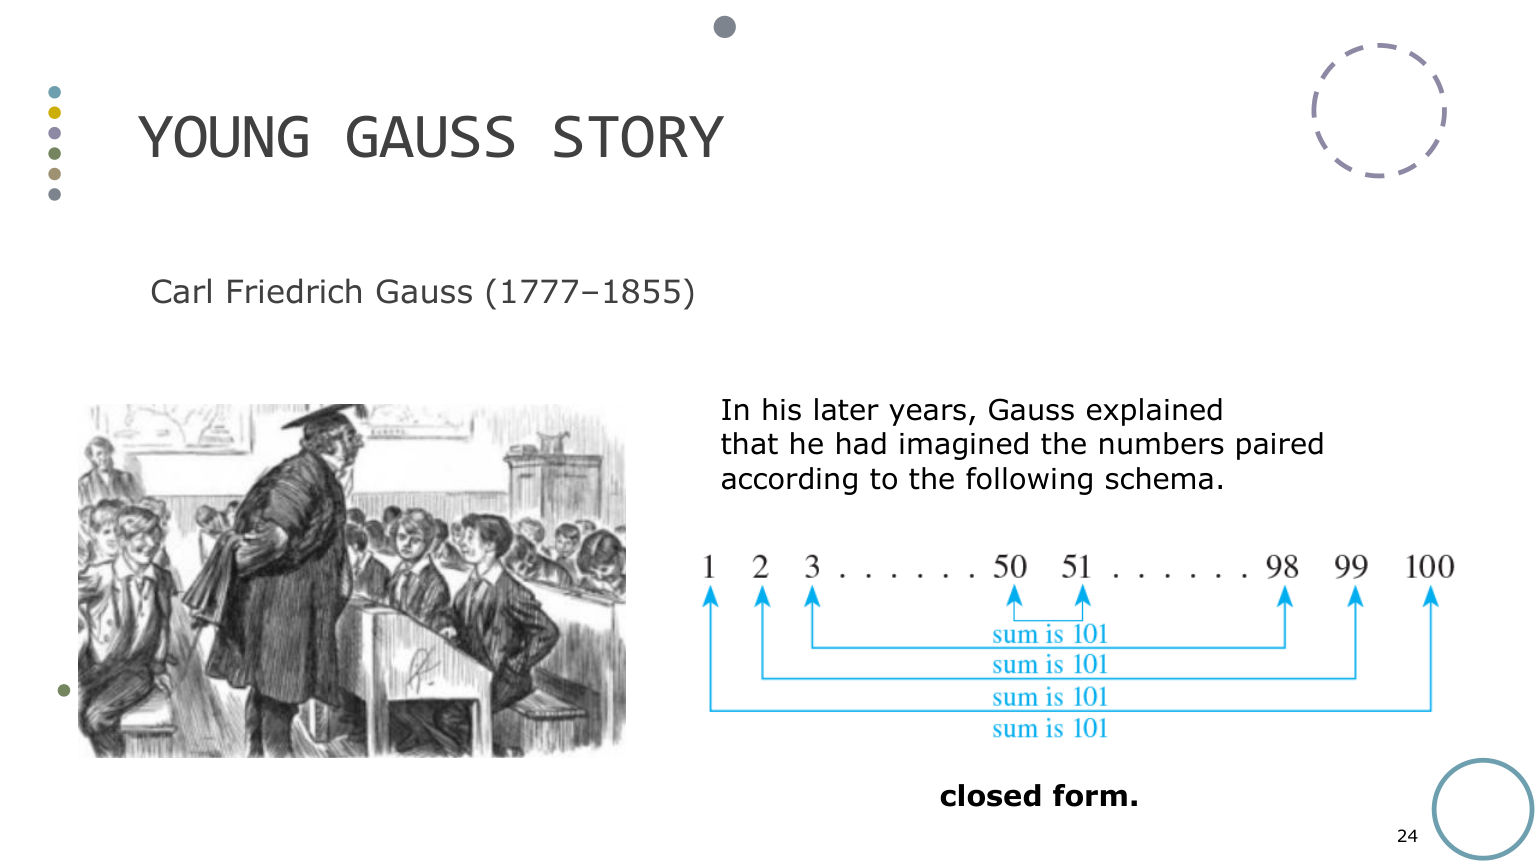 YOUNG GAUSS STORY
Carl Friedrich Gauss (1777–1855)
In his later years, Gauss explained
that he had imagined the numbers paired
according to the following schema.
1 2 3 . . . . . . 50 51 . . . . . . 98 99 100
sum is 101
sum is 101
sum is 101
sum is 101
closed form.
24